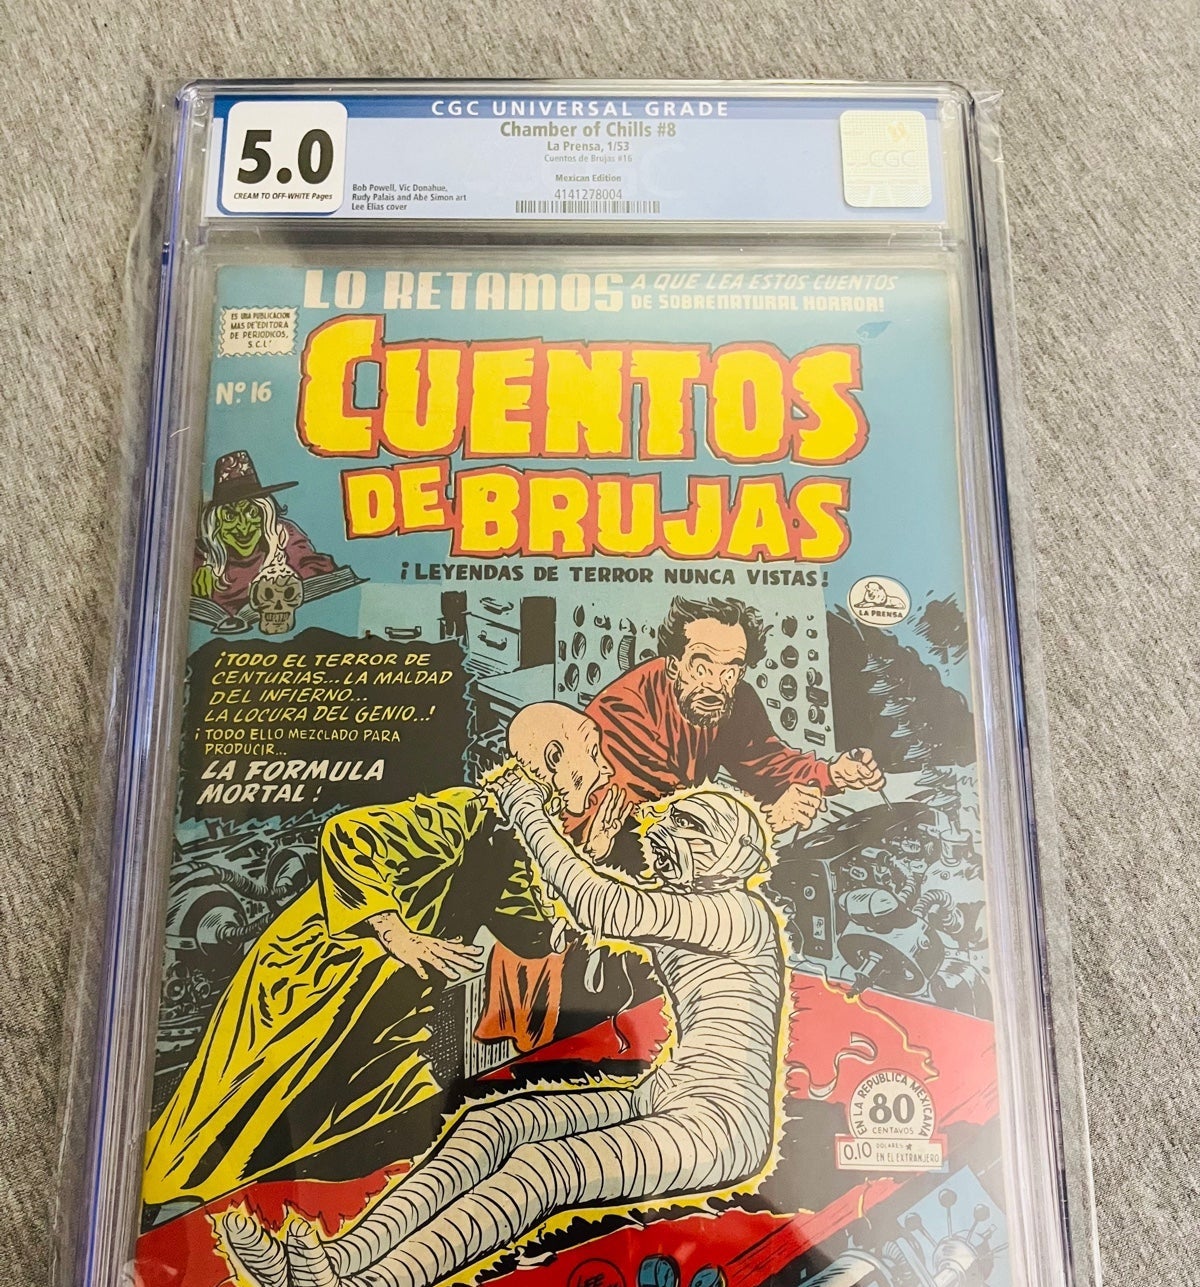 CGC UNIVERSAL GRADE
5.0
CREAM TO OFF-WHITE Pages
Chamber of Chills #8
La Prensa, 1/53
Cuentos de Brujas #16
Mexican Edition
4141278004
Bob Powell, Vic Donahue,
Rudy Palais and Abe Simon art
Lee Elias cover
CGC
LO RETAMOS
A QUE LEA ESTOS CUENTOS
DE SOBRENATURAL HORROR!
ES UNA PUBLICACION
MAS DE "EDITORA
DE PERIODICOS,
S.C.L."
Nº 16
CUENTOS
DE BRUJAS
¡LEYENDAS DE TERROR NUNCA VISTAS!
LA PRENSA
¡TODO EL TERROR DE
CENTURIAS... LA MALDAD
DEL INFIERNO...
LA LOCURA DEL GENIO..!
¡TODO ELLO MEZCLADO PARA
PRODUCIR...
LA FORMULA
MORTAL!
EN LA REPUBLICA MEXICANA
80
CENTAVOS
0.10 DOLARES
EN EL EXTRANJERO
LEE